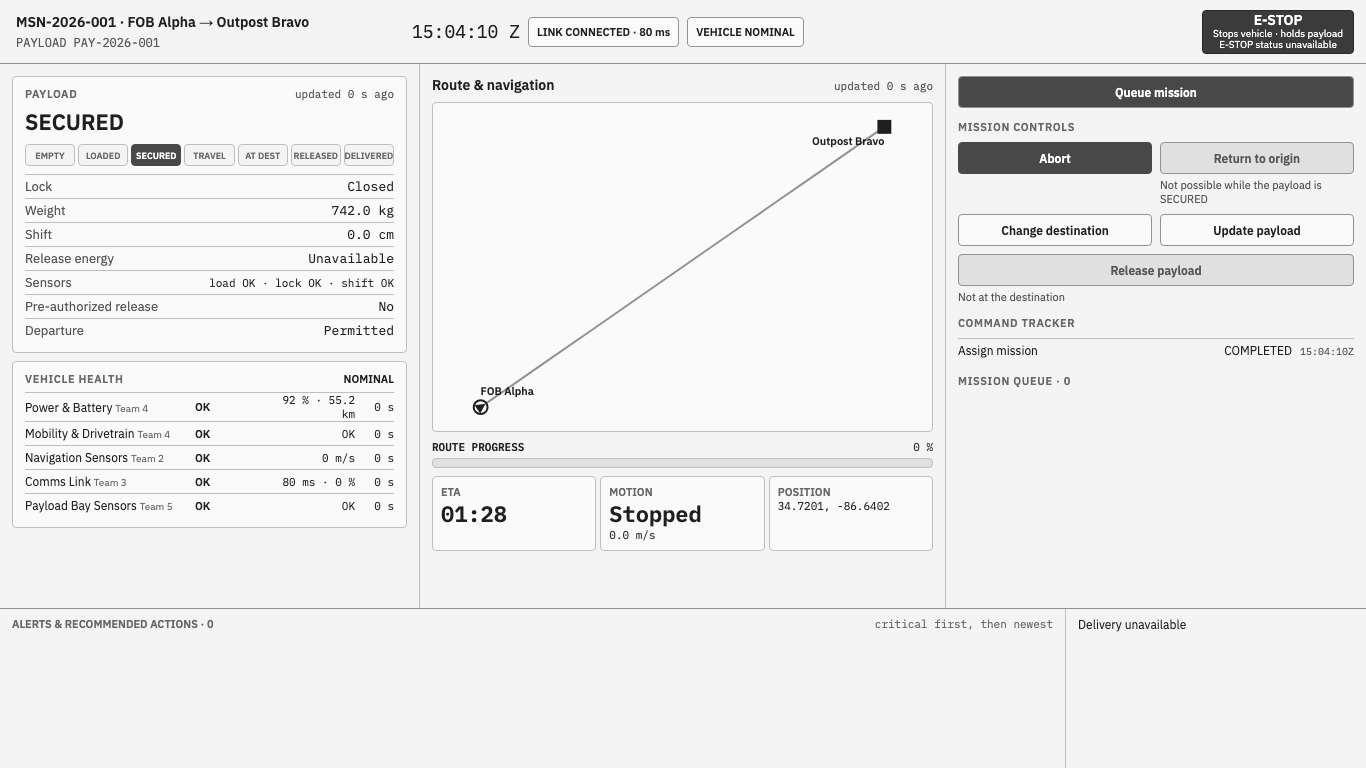 MSN-2026-001 · FOB Alpha → Outpost Bravo
PAYLOAD PAY-2026-001
15:04:10 Z
LINK CONNECTED · 80 ms
VEHICLE NOMINAL
E-STOP
Stops vehicle · holds payload
E-STOP status unavailable
PAYLOAD
updated 0 s ago
SECURED
EMPTY
LOADED
SECURED
TRAVEL
AT DEST
RELEASED
DELIVERED
Lock Closed
Weight 742.0 kg
Shift 0.0 cm
Release energy Unavailable
Sensors load OK · lock OK · shift OK
Pre-authorized release No
Departure Permitted
VEHICLE HEALTH NOMINAL
Power & Battery Team 4 OK 92 % · 55.2 km 0 s
Mobility & Drivetrain Team 4 OK OK 0 s
Navigation Sensors Team 2 OK 0 m/s 0 s
Comms Link Team 3 OK 80 ms · 0 % 0 s
Payload Bay Sensors Team 5 OK OK 0 s
Route & navigation
updated 0 s ago
Outpost Bravo
FOB Alpha
ROUTE PROGRESS 0 %
ETA
01:28
MOTION
Stopped
0.0 m/s
POSITION
34.7201, -86.6402
Queue mission
MISSION CONTROLS
Abort
Return to origin
Not possible while the payload is
SECURED
Change destination
Update payload
Release payload
Not at the destination
COMMAND TRACKER
Assign mission COMPLETED 15:04:10Z
MISSION QUEUE · 0
ALERTS & RECOMMENDED ACTIONS · 0
critical first, then newest
Delivery unavailable